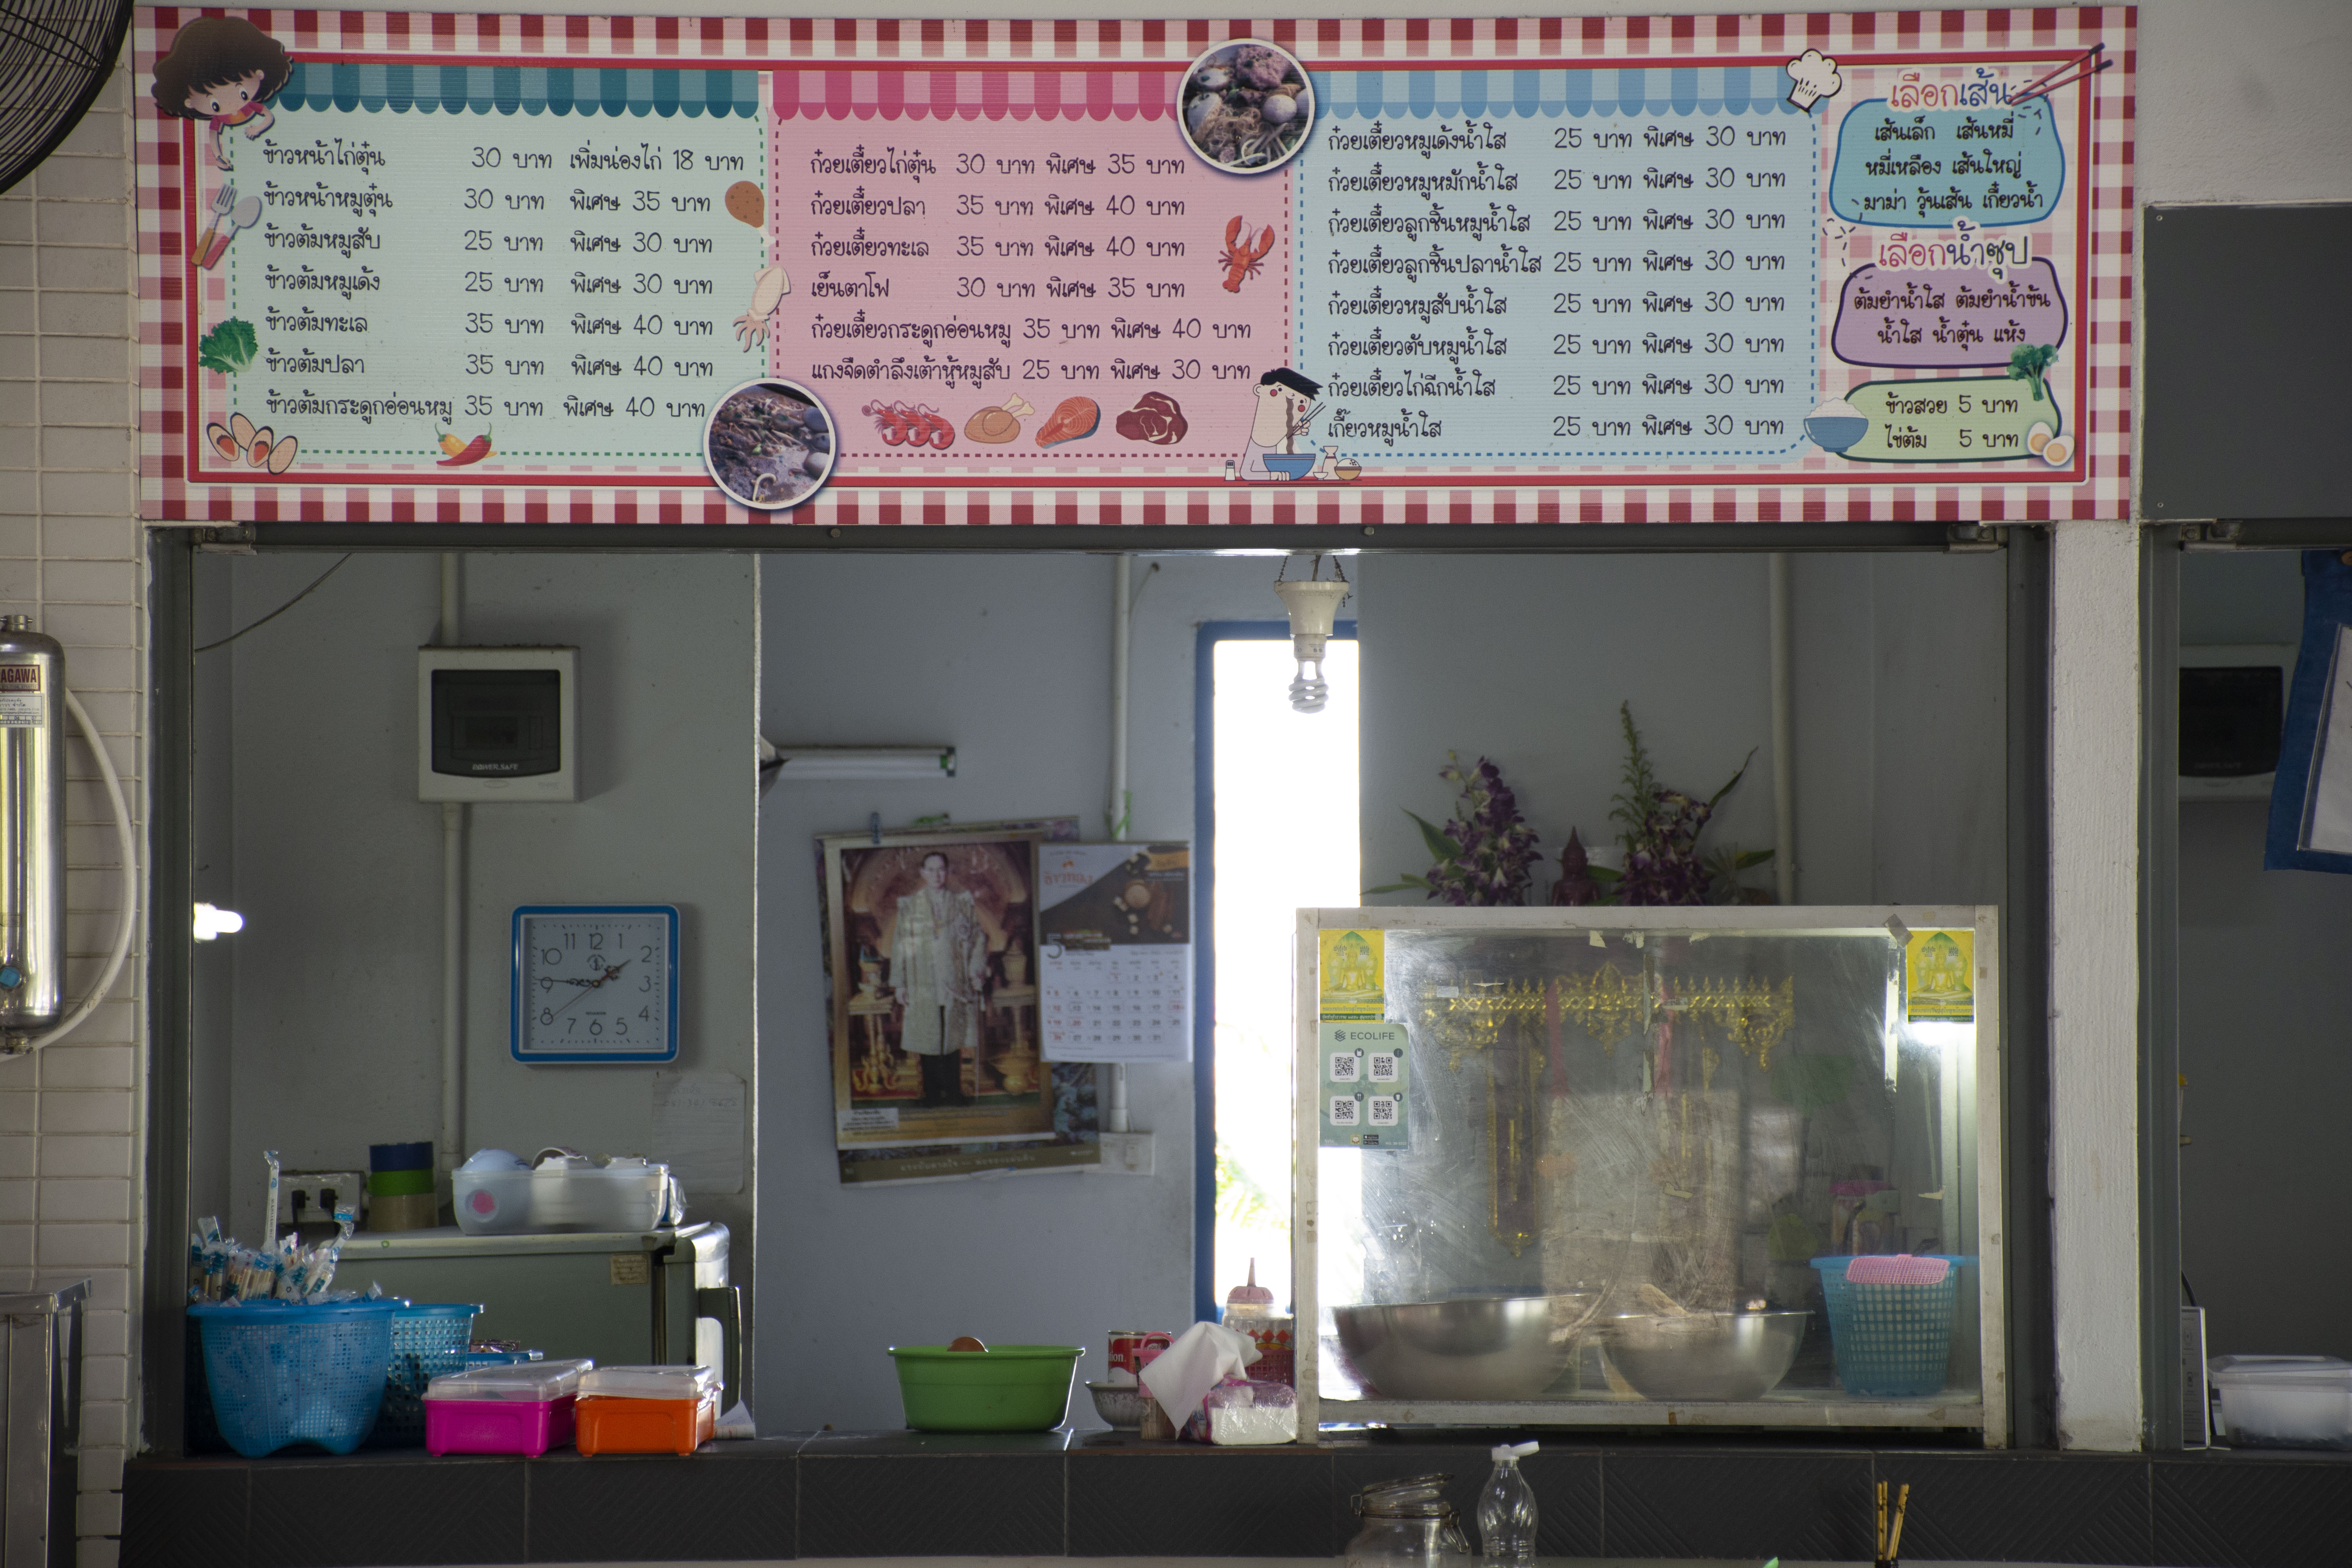 ข้าวหน้าไก่ตุ๋น 30 บาท เพิ่มน่องไก่ 18 บาท
ข้าวหน้าหมูตุ๋น 30 บาท พิเศษ 35 บาท
ข้าวต้มหมูสับ 25 บาท พิเศษ 30 บาท
ข้าวต้มหมูเด้ง 25 บาท พิเศษ 30 บาท
ข้าวต้มทะเล 35 บาท พิเศษ 40 บาท
ข้าวต้มปลา 35 บาท พิเศษ 40 บาท
ข้าวต้มกระดูกอ่อนหมู 35 บาท พิเศษ 40 บาท
ก๋วยเตี๋ยวไก่ตุ๋น 30 บาท พิเศษ 35 บาท
ก๋วยเตี๋ยวปลา 35 บาท พิเศษ 40 บาท
ก๋วยเตี๋ยวทะเล 35 บาท พิเศษ 40 บาท
เย็นตาโฟ 30 บาท พิเศษ 35 บาท
ก๋วยเตี๋ยวกระดูกอ่อนหมู 35 บาท พิเศษ 40 บาท
แกงจืดตำลึงเต้าหู้หมูสับ 25 บาท พิเศษ 30 บาท
ก๋วยเตี๋ยวหมูเด้งน้ำใส 25 บาท พิเศษ 30 บาท
ก๋วยเตี๋ยวหมูหมักน้ำใส 25 บาท พิเศษ 30 บาท
ก๋วยเตี๋ยวลูกชิ้นหมูน้ำใส 25 บาท พิเศษ 30 บาท
ก๋วยเตี๋ยวลูกชิ้นปลาน้ำใส 25 บาท พิเศษ 30 บาท
ก๋วยเตี๋ยวหมูสับน้ำใส 25 บาท พิเศษ 30 บาท
ก๋วยเตี๋ยวตับหมูน้ำใส 25 บาท พิเศษ 30 บาท
ก๋วยเตี๋ยวไก่ฉีกน้ำใส 25 บาท พิเศษ 30 บาท
เกี๊ยวหมูน้ำใส 25 บาท พิเศษ 30 บาท
เลือกเส้น
เส้นเล็ก เส้นหมี่
หมี่เหลือง เส้นใหญ่
มาม่า วุ้นเส้น เกี๊ยวน้ำ
เลือกน้ำซุป
ต้มยำน้ำใส ต้มยำน้ำข้น
น้ำใส น้ำตุ๋น แห้ง
ข้าวสวย 5 บาท
ไข่ต้ม 5 บาท
AGAWA
POWER SAFE
11 12 1
10 2
9 3
8 4
7 6 5
5
ECOLIFE